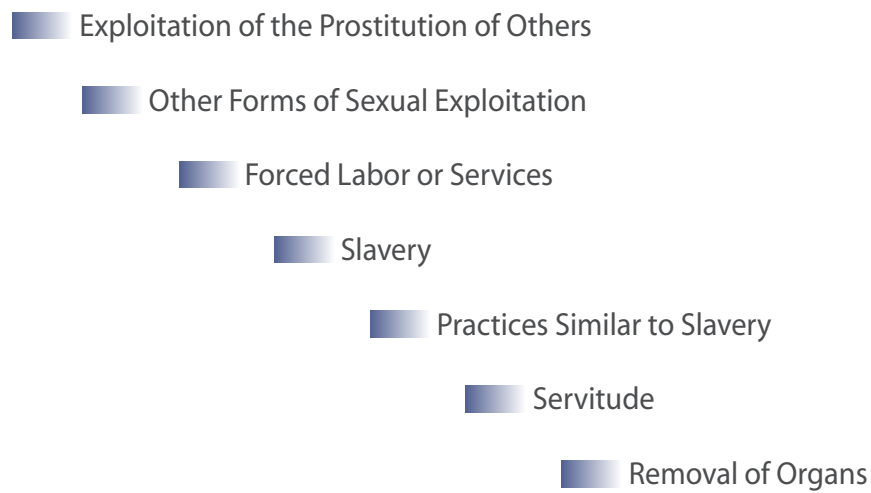 Exploitation of the Prostitution of Others
Other Forms of Sexual Exploitation
Forced Labor or Services
Slavery
Practices Similar to Slavery
Servitude
Removal of Organs